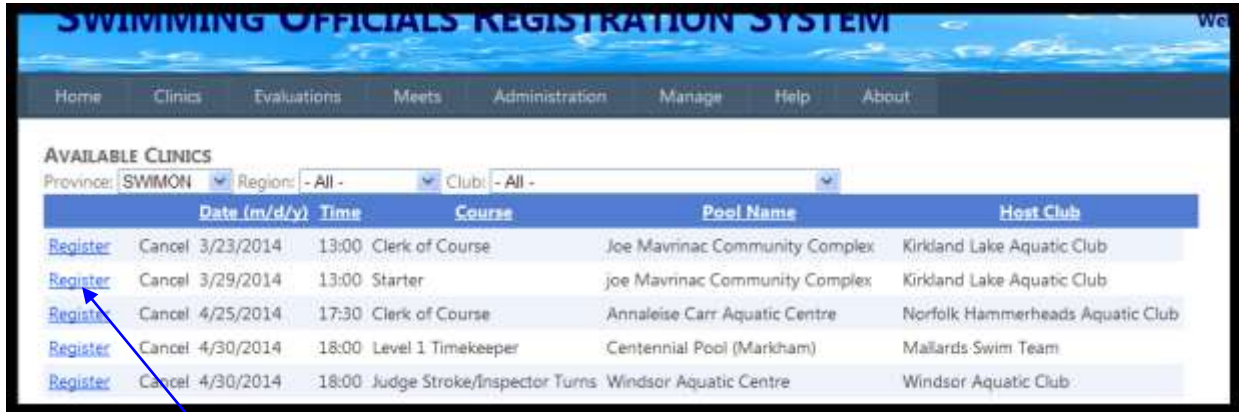 SWIMMING OFFICIALS REGISTRATION SYSTEM
Home Clinics Evaluations Meets Administration Manage Help About
AVAILABLE CLINICS
Province: SWIMON Region: - All - Club: - All -
Date (m/d/y) Time Course Pool Name Host Club
Register Cancel 3/23/2014 13:00 Clerk of Course Joe Mavrinac Community Complex Kirkland Lake Aquatic Club
Register Cancel 3/29/2014 13:00 Starter joe Mavrinac Community Complex Kirkland Lake Aquatic Club
Register Cancel 4/25/2014 17:30 Clerk of Course Annaleise Carr Aquatic Centre Norfolk Hammerheads Aquatic Club
Register Cancel 4/30/2014 18:00 Level 1 Timekeeper Centennial Pool (Markham) Mallards Swim Team
Register Cancel 4/30/2014 18:00 Judge Stroke/Inspector Turns Windsor Aquatic Centre Windsor Aquatic Club